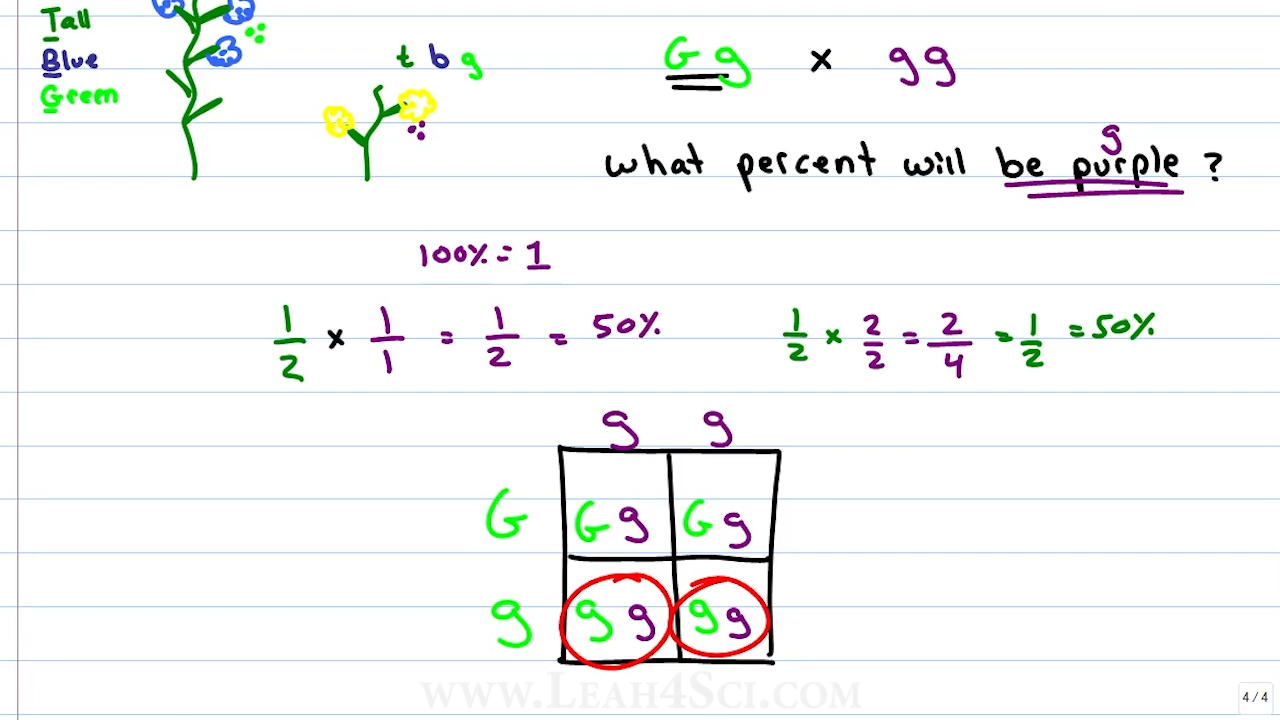 Tall
Blue
Green
t b g
Gg x gg
g
what percent will be purple ?
100% = 1
1/2 x 1/1 = 1/2 = 50%
1/2 x 2/2 = 2/4 = 1/2 = 50%
g g
G Gg Gg
g gg gg
www.Leah4Sci.com
4 / 4